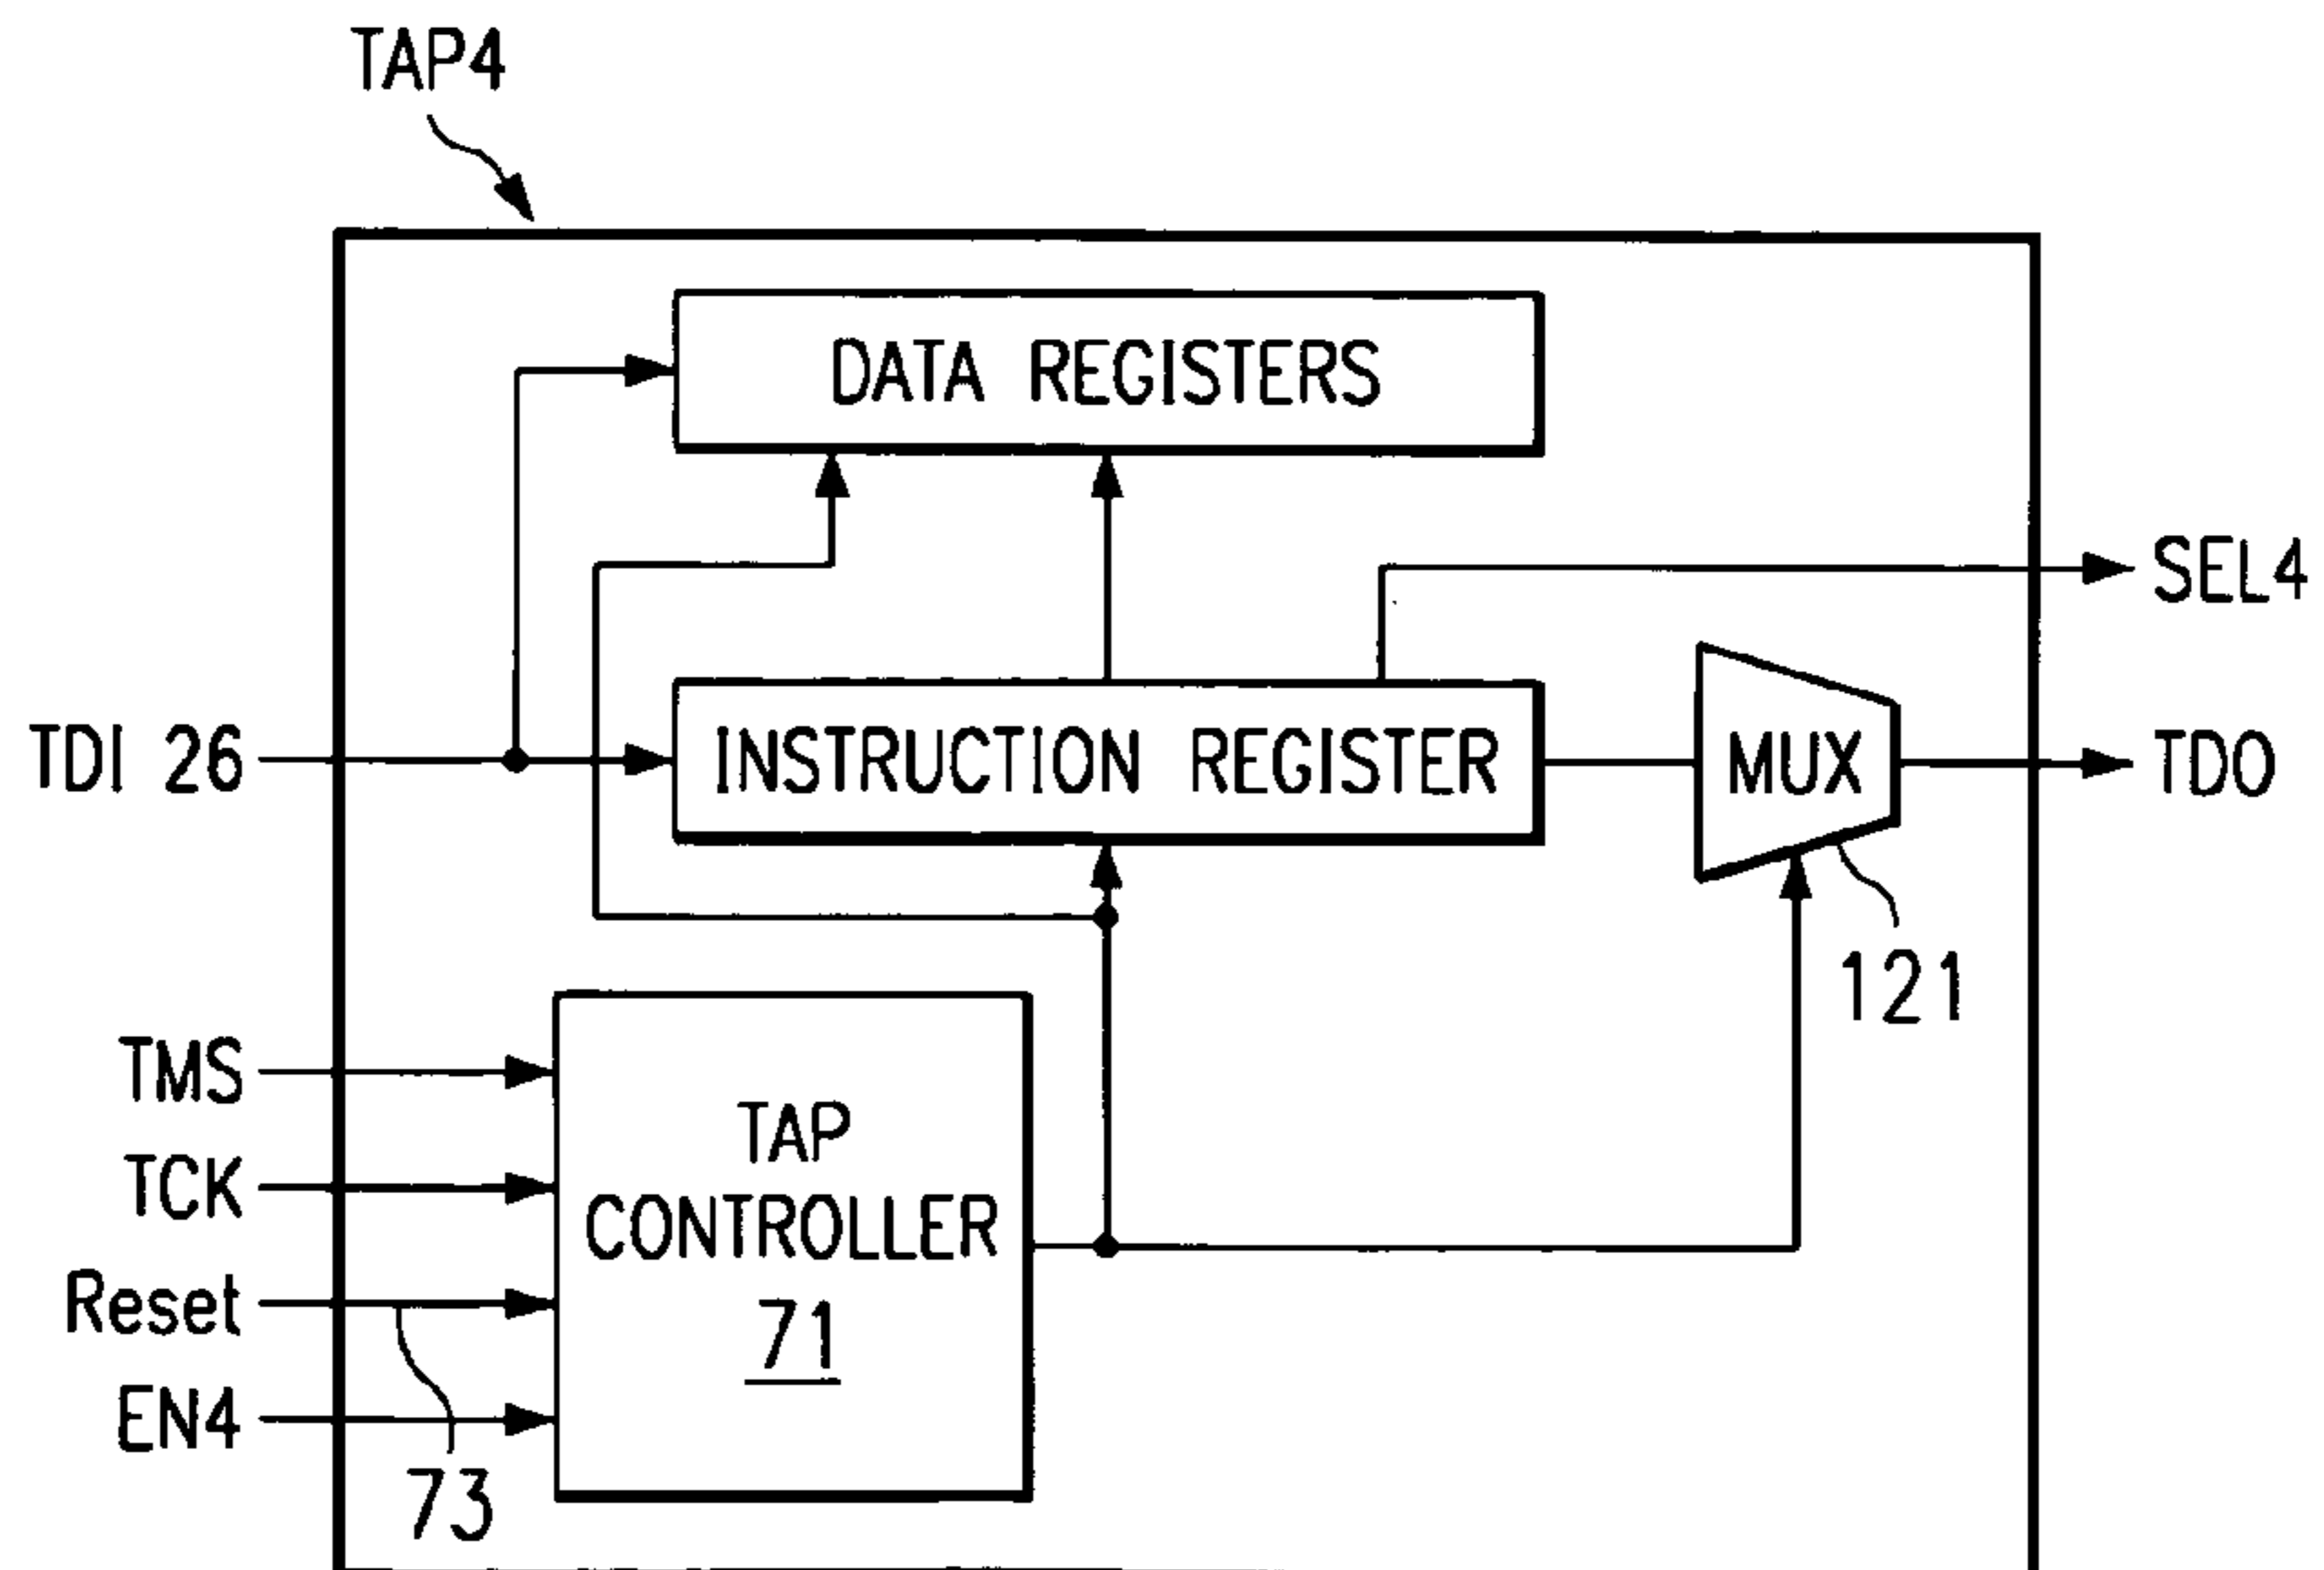 TAP4
DATA REGISTERS
SEL4
TDI 26
INSTRUCTION REGISTER
MUX
TDO
121
TMS
TCK
Reset
EN4
TAP
CONTROLLER
71
73